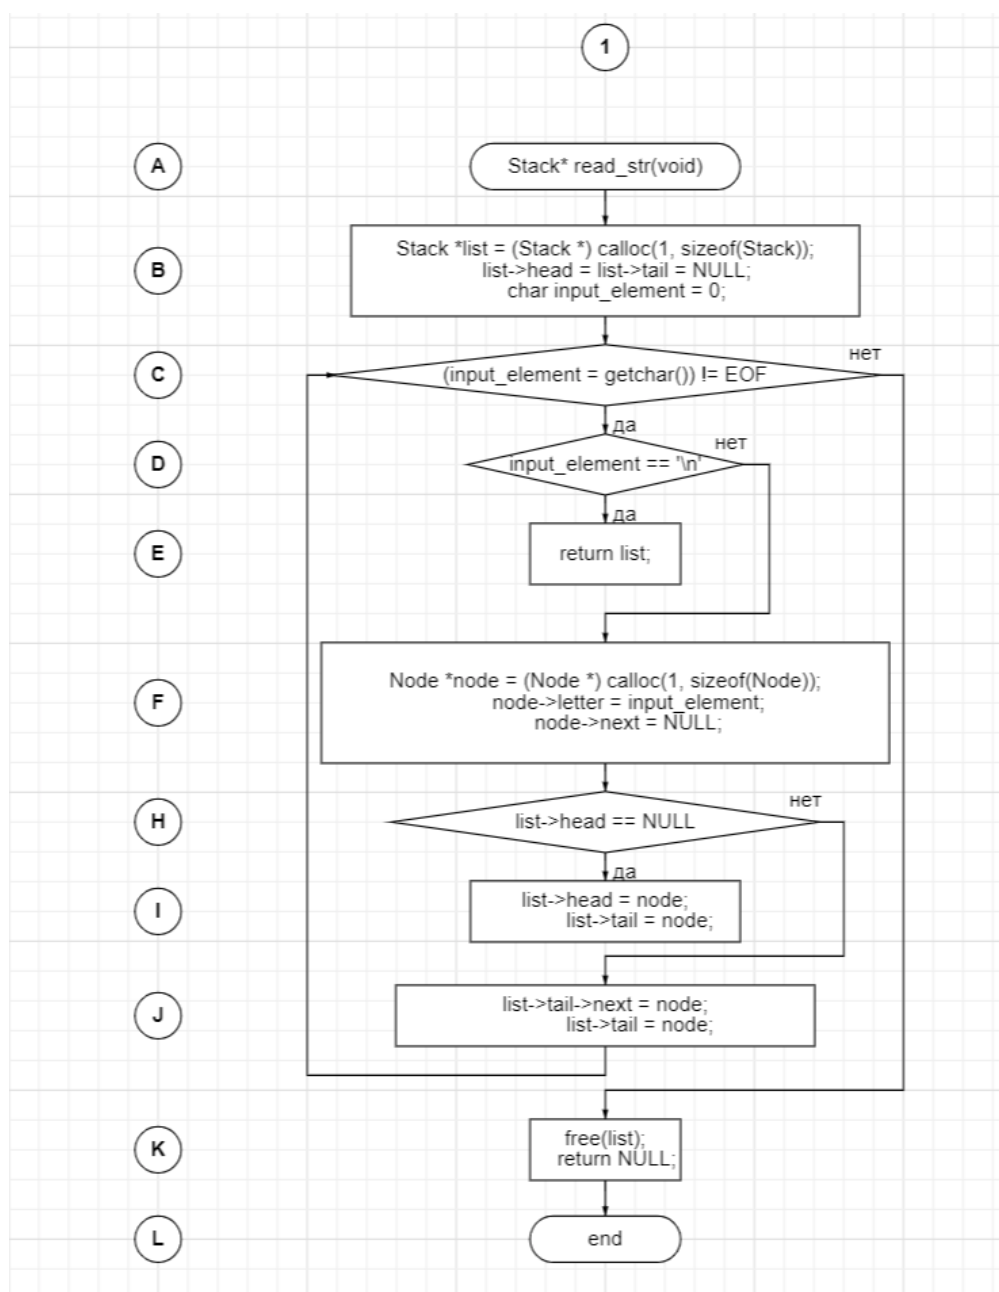 1
A
Stack* read_str(void)
B
Stack *list = (Stack *) calloc(1, sizeof(Stack));
list->head = list->tail = NULL;
char input_element = 0;
C
(input_element = getchar()) != EOF
нет
да
D
input_element == '\n'
нет
да
E
return list;
F
Node *node = (Node *) calloc(1, sizeof(Node));
node->letter = input_element;
node->next = NULL;
H
list->head == NULL
нет
да
I
list->head = node;
list->tail = node;
J
list->tail->next = node;
list->tail = node;
K
free(list);
return NULL;
L
end